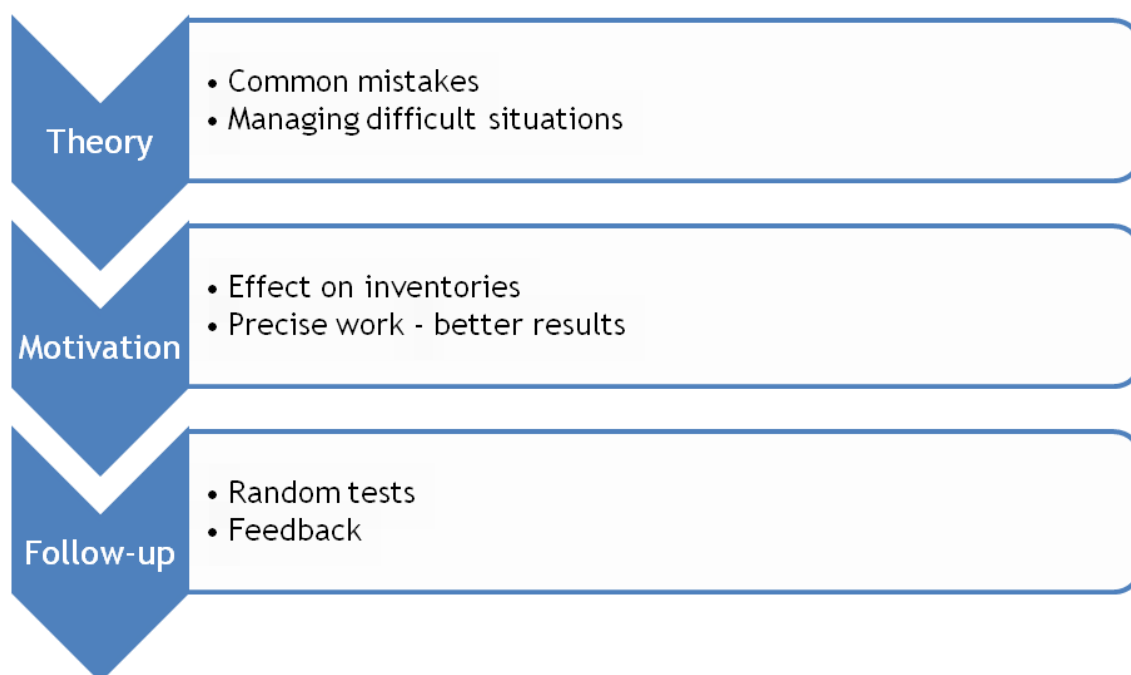 Theory
• Common mistakes
• Managing difficult situations
Motivation
• Effect on inventories
• Precise work - better results
Follow-up
• Random tests
• Feedback